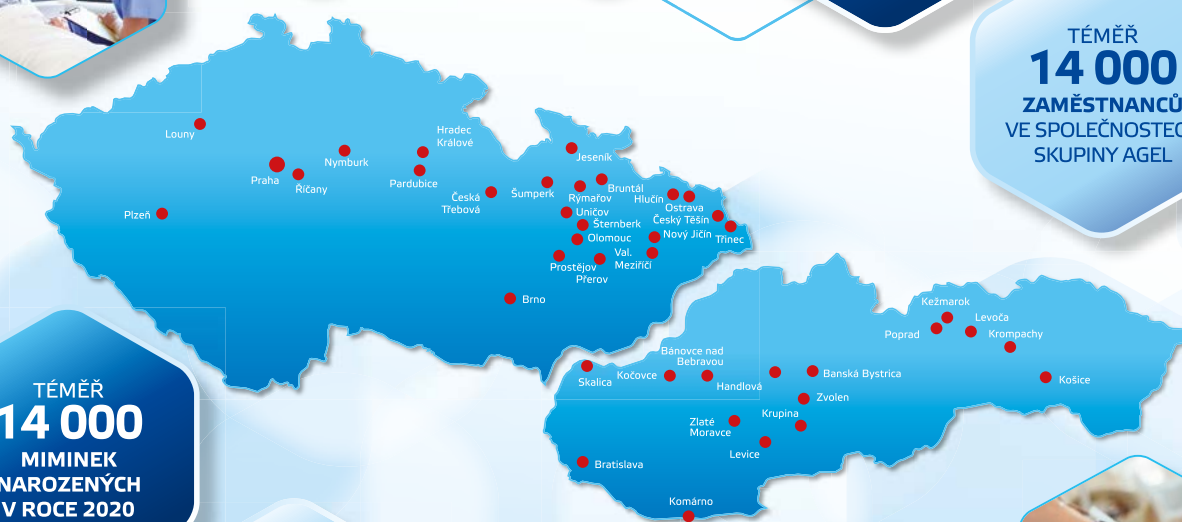 TÉMĚŘ
14 000
ZAMĚSTNANCŮ
VE SPOLEČNOSTECH
SKUPINY AGEL
Louny
Praha
Říčany
Nymburk
Hradec
Králové
Pardubice
Plzeň
Česká
Třebová
Jeseník
Šumperk
Rýmařov
Bruntál
Uničov
Šternberk
Olomouc
Hlučín
Ostrava
Český Těšín
Nový Jičín
Třinec
Val.
Meziříčí
Prostějov
Přerov
Brno
Kežmarok
Levoča
Poprad
Krompachy
Košice
Skalica
Kočovce
Bánovce nad
Bebravou
Handlová
Banská Bystrica
Zvolen
Krupina
Zlaté
Moravce
Levice
Bratislava
Komárno
TÉMĚŘ
14 000
MIMINEK
NAROZENÝCH
V ROCE 2020